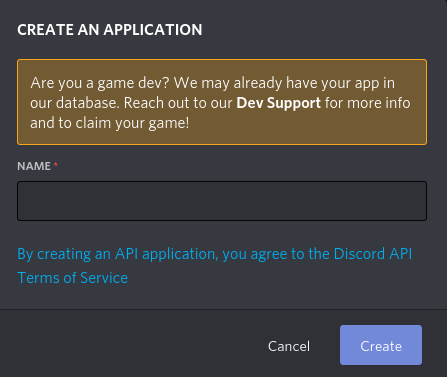 CREATE AN APPLICATION
Are you a game dev? We may already have your app in
our database. Reach out to our Dev Support for more info
and to claim your game!
NAME *
By creating an API application, you agree to the Discord API
Terms of Service
Cancel
Create